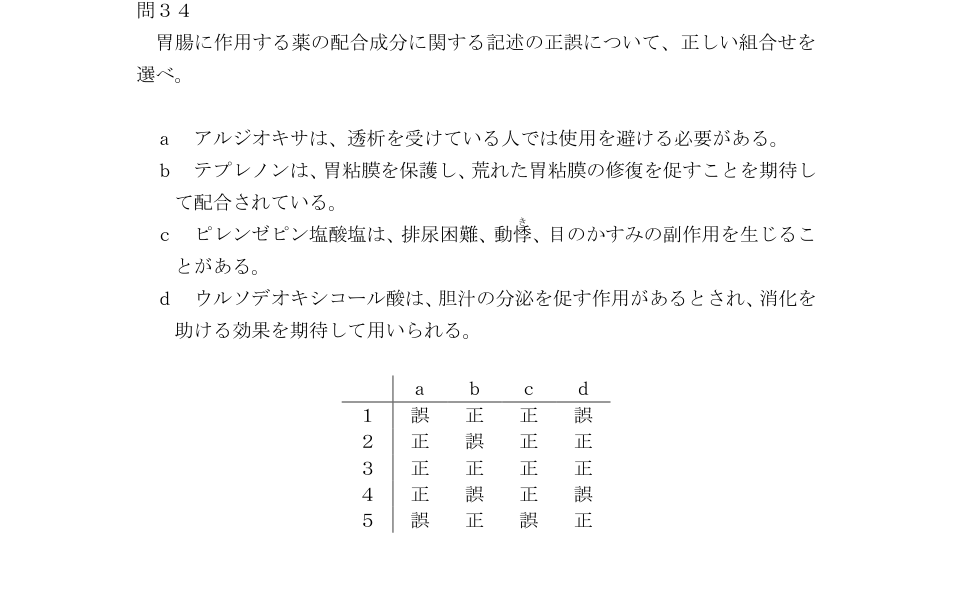 問３４
胃腸に作用する薬の配合成分に関する記述の正誤について、正しい組合せを
選べ。
a アルジオキサは、透析を受けている人では使用を避ける必要がある。
b テプレノンは、胃粘膜を保護し、荒れた胃粘膜の修復を促すことを期待し
て配合されている。
c ピレンゼピン塩酸塩は、排尿困難、動悸、目のかすみの副作用を生じるこ
とがある。
d ウルソデオキシコール酸は、胆汁の分泌を促す作用があるとされ、消化を
助ける効果を期待して用いられる。
a b c d
1 誤 正 正 誤
2 正 誤 正 正
3 正 正 正 正
4 正 誤 正 誤
5 誤 正 誤 正